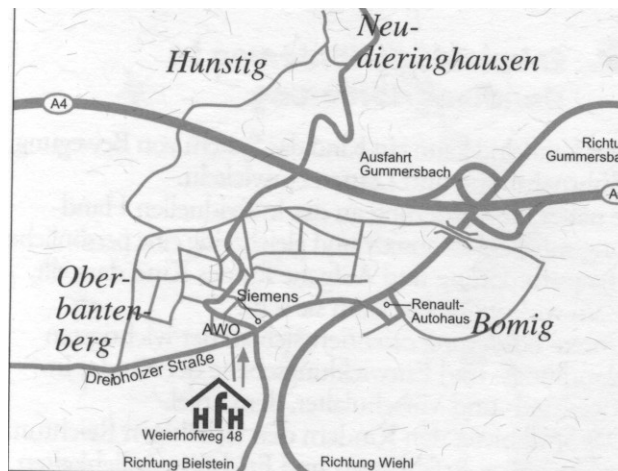 Neu-
dieringhausen
Hunstig
A4
Ausfahrt
Gummersbach
Richtu
Gummersba
A
Ober-
banten-
berg
Siemens
AWO
Renault-
Autohaus
Bomig
Dreibholzer Straße
HfH
Weierhofweg 48
Richtung Bielstein
Richtung Wiehl